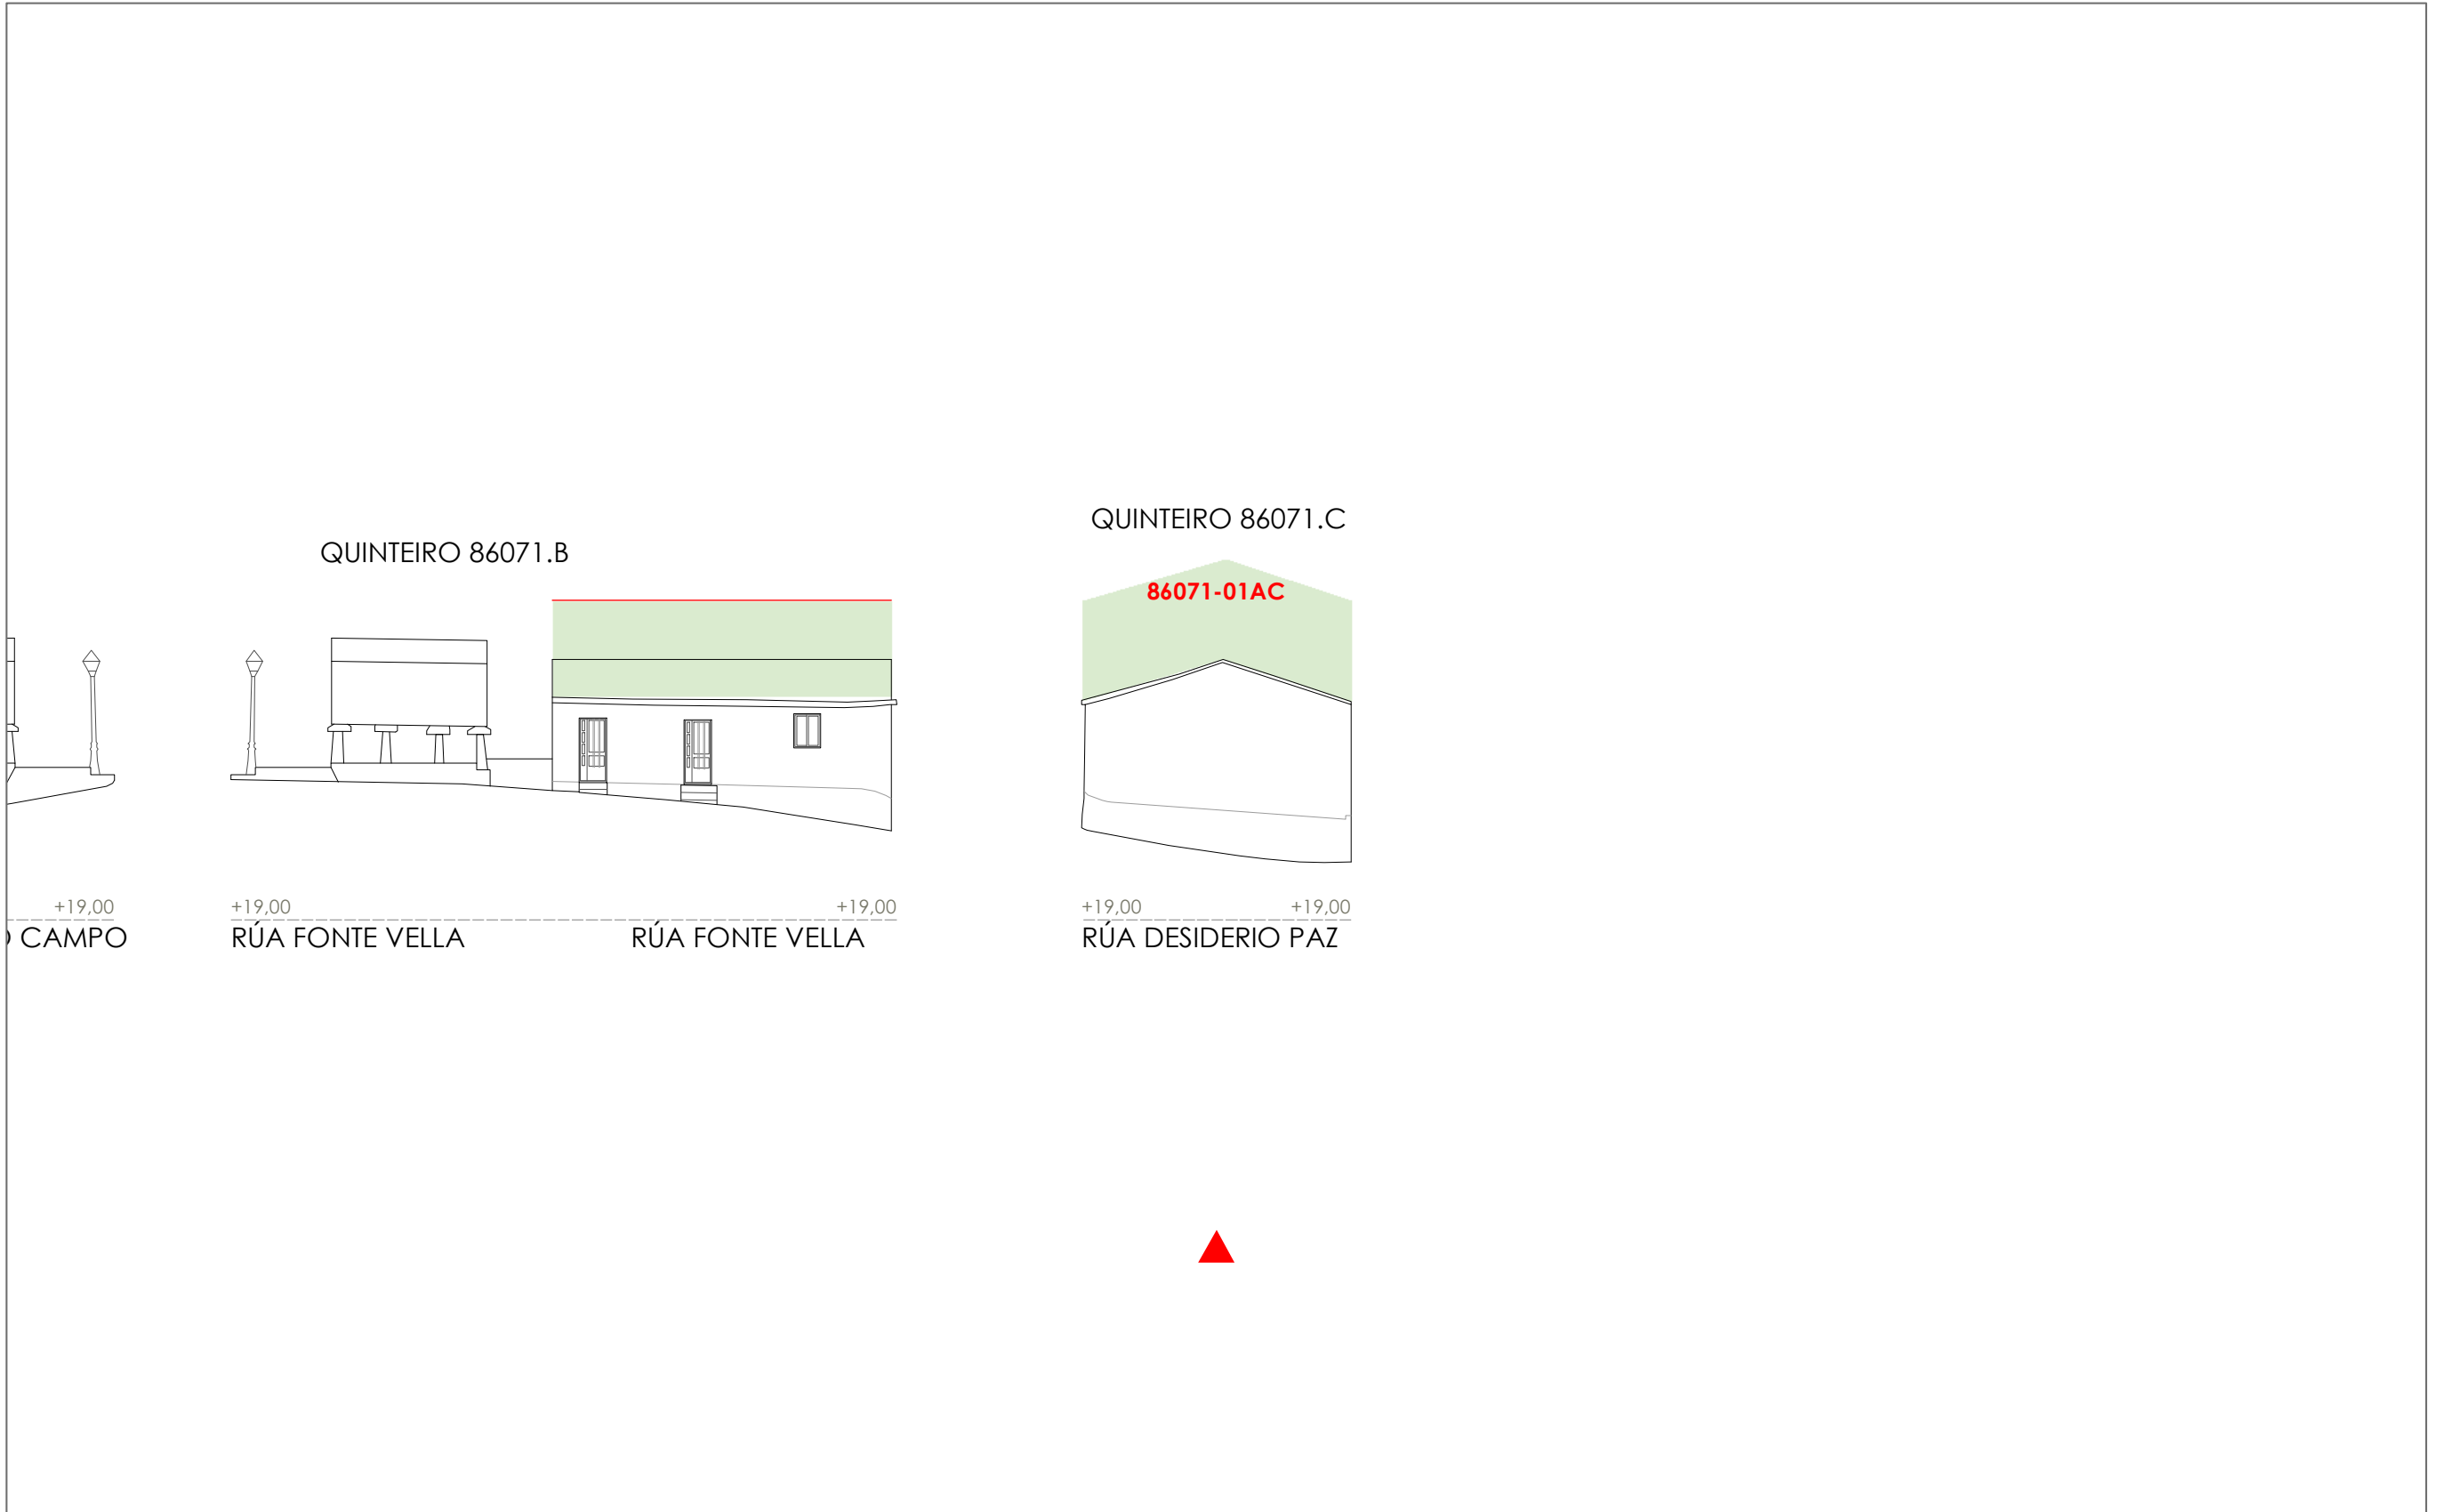 QUINTEIRO 86071.C
QUINTEIRO 86071.B
86071-01AC
+19,00 +19,00 +19,00 +19,00 +19,00
CAMPO RÚA FONTE VELLA RÚA FONTE VELLA RÚA DESIDERIO PAZ